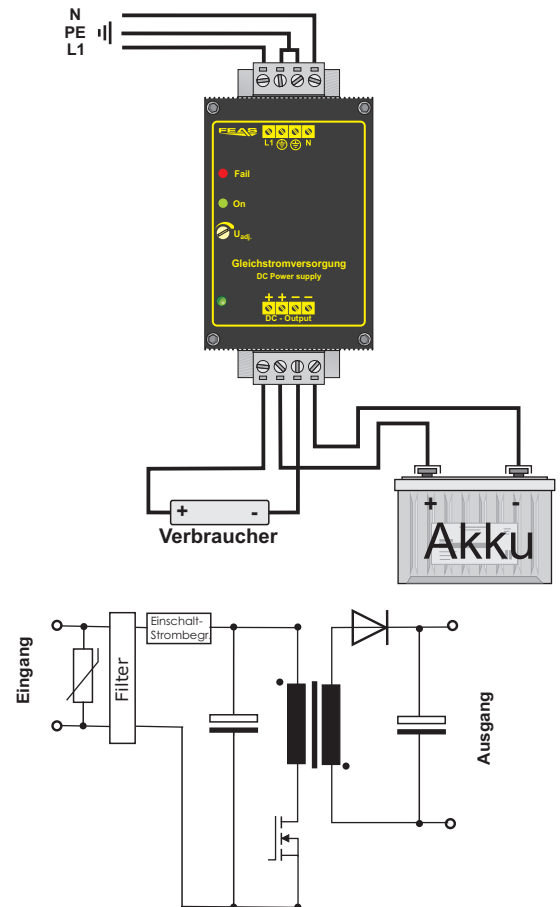 N
PE
L1
FEAS
L1 N
Fail
On
Uadj.
Gleichstromversorgung
DC Power supply
+ + − −
DC - Output
+ -
Verbraucher
+ -
Akku
Einschalt-
Strombegr.
Eingang
Filter
Ausgang